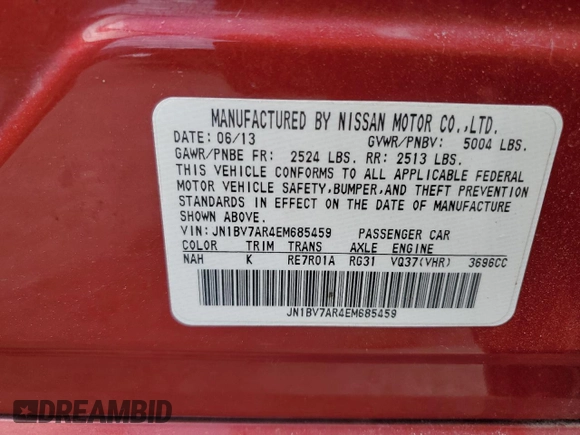 MANUFACTURED BY NISSAN MOTOR CO.,LTD.
DATE: 06/13 GVWR/PNBV: 5004 LBS.
GAWR/PNBE FR: 2524 LBS. RR: 2513 LBS.
THIS VEHICLE CONFORMS TO ALL APPLICABLE FEDERAL
MOTOR VEHICLE SAFETY,BUMPER,AND THEFT PREVENTION
STANDARDS IN EFFECT ON THE DATE OF MANUFACTURE
SHOWN ABOVE.
VIN: JN1BV7AR4EM685459 PASSENGER CAR
COLOR TRIM TRANS AXLE ENGINE
NAH K RE7R01A RG31 VQ37(VHR) 3696CC
JN1BV7AR4EM685459
DREAMBID